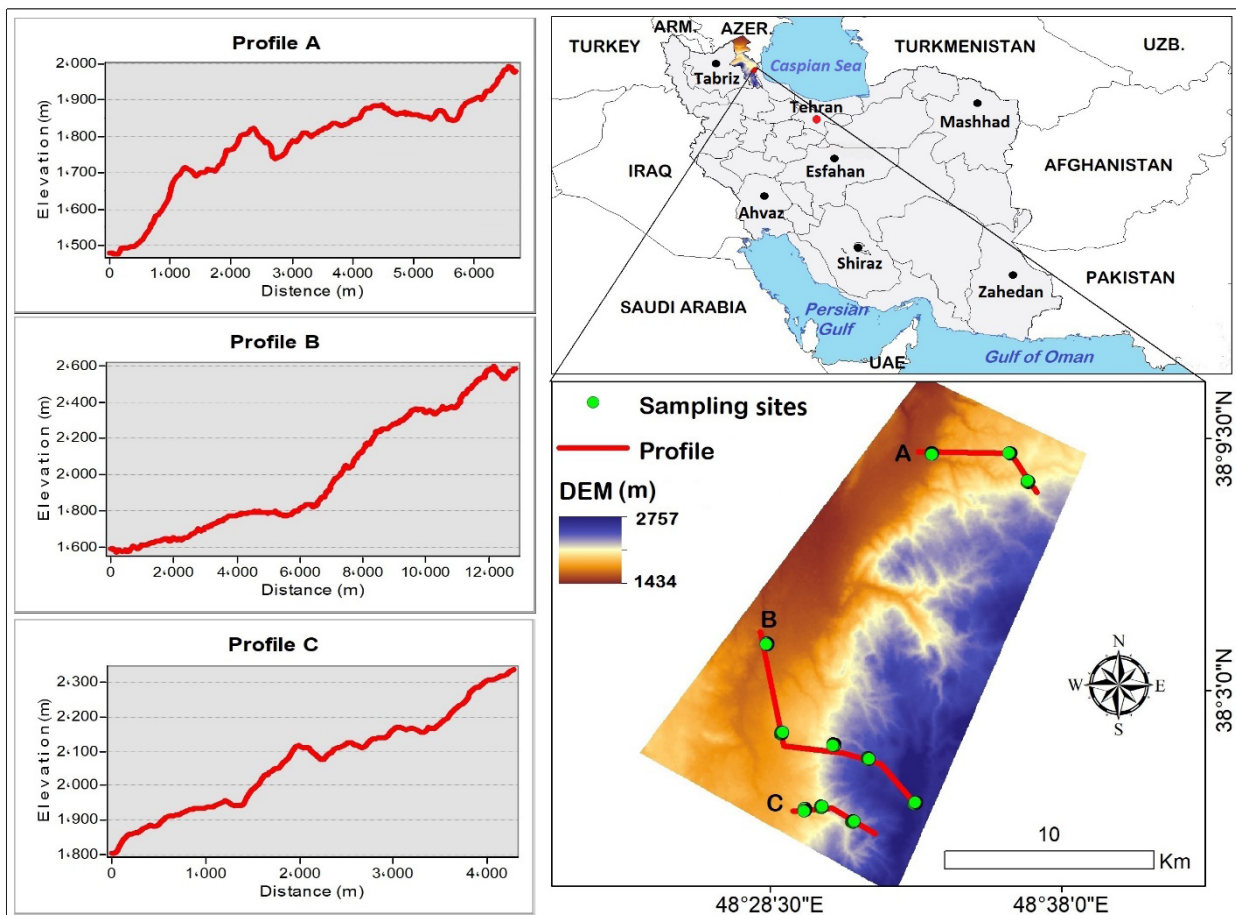 Profile A
Elevation (m)
2,000
1,900
1,800
1,700
1,600
1,500
0 1,000 2,000 3,000 4,000 5,000 6,000
Distence (m)
Profile B
Elevation (m)
2,600
2,400
2,200
2,000
1,800
1,600
0 2,000 4,000 6,000 8,000 10,000 12,000
Distance (m)
Profile C
Elevation (m)
2,300
2,200
2,100
2,000
1,900
1,800
0 1,000 2,000 3,000 4,000
Distance (m)
ARM.
AZER.
TURKEY
TURKMENISTAN
UZB.
Caspian Sea
Tabriz
Tehran
Mashhad
IRAQ
Esfahan
AFGHANISTAN
Ahvaz
Shiraz
Zahedan
PAKISTAN
SAUDI ARABIA
Persian
Gulf
UAE
Gulf of Oman
Sampling sites
Profile
DEM (m)
2757
1434
A
B
C
N
W E
S
10
Km
38°9'30"N
38°3'0"N
48°28'30"E
48°38'0"E